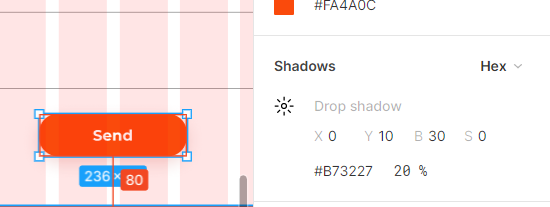 #FA4A0C
Shadows
Hex
Drop shadow
X 0 Y 10 B 30 S 0
#B73227 20 %
Send
236 ×
80